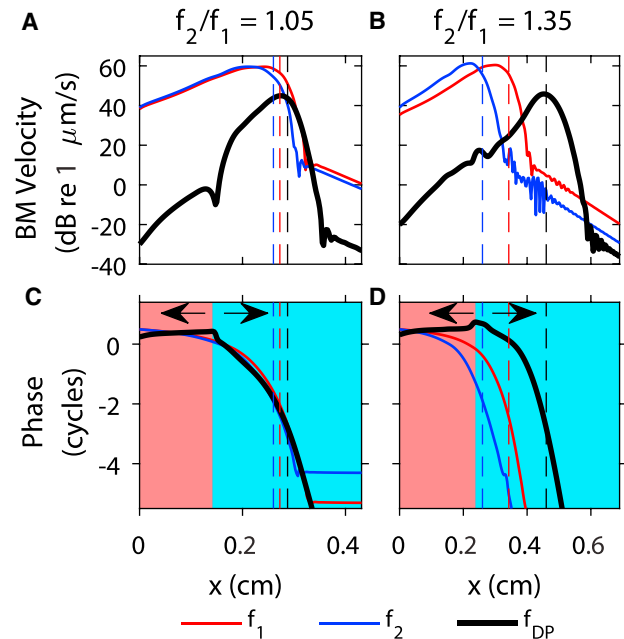 A
f2/f1 = 1.05
B
f2/f1 = 1.35
BM Velocity
(dB re 1 μm/s)
60
40
20
0
-20
-40
C
D
Phase
(cycles)
0
-2
-4
0
0.2
0.4
0
0.2
0.4
0.6
x (cm)
x (cm)
f1
f2
fDP